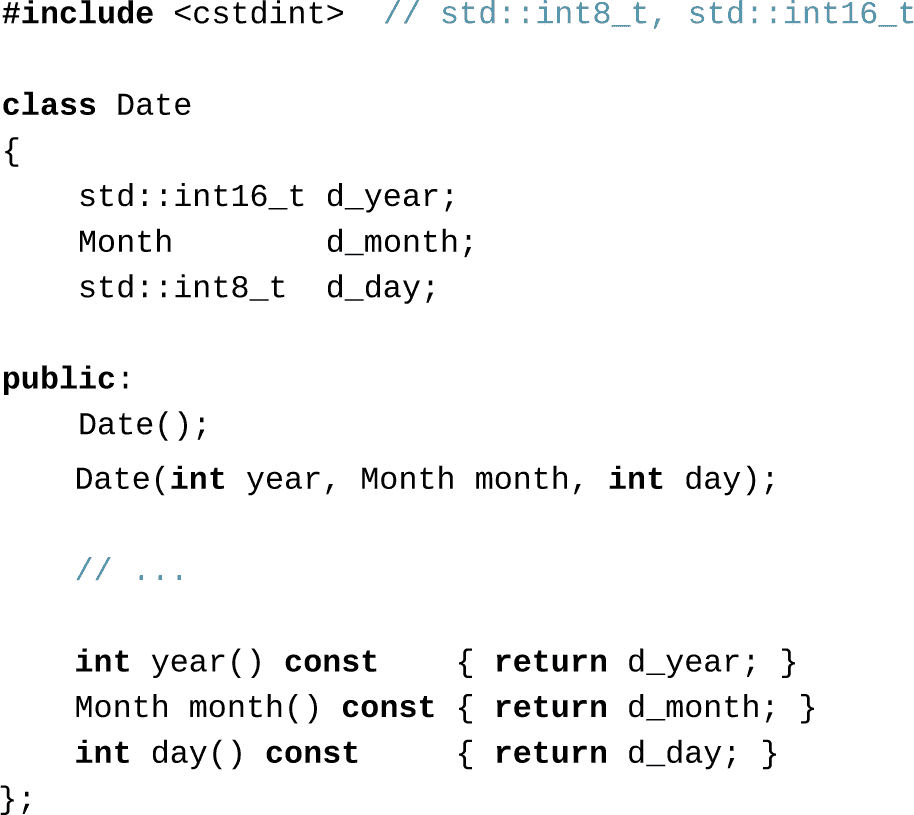 #include <cstdint>  // std::int8_t, std::int16_t

class Date
{
    std::int16_t d_year;
    Month        d_month;
    std::int8_t  d_day;

public:
    Date();
    Date(int year, Month month, int day);

    // ...

    int year() const    { return d_year; }
    Month month() const { return d_month; }
    int day() const     { return d_day; }
};